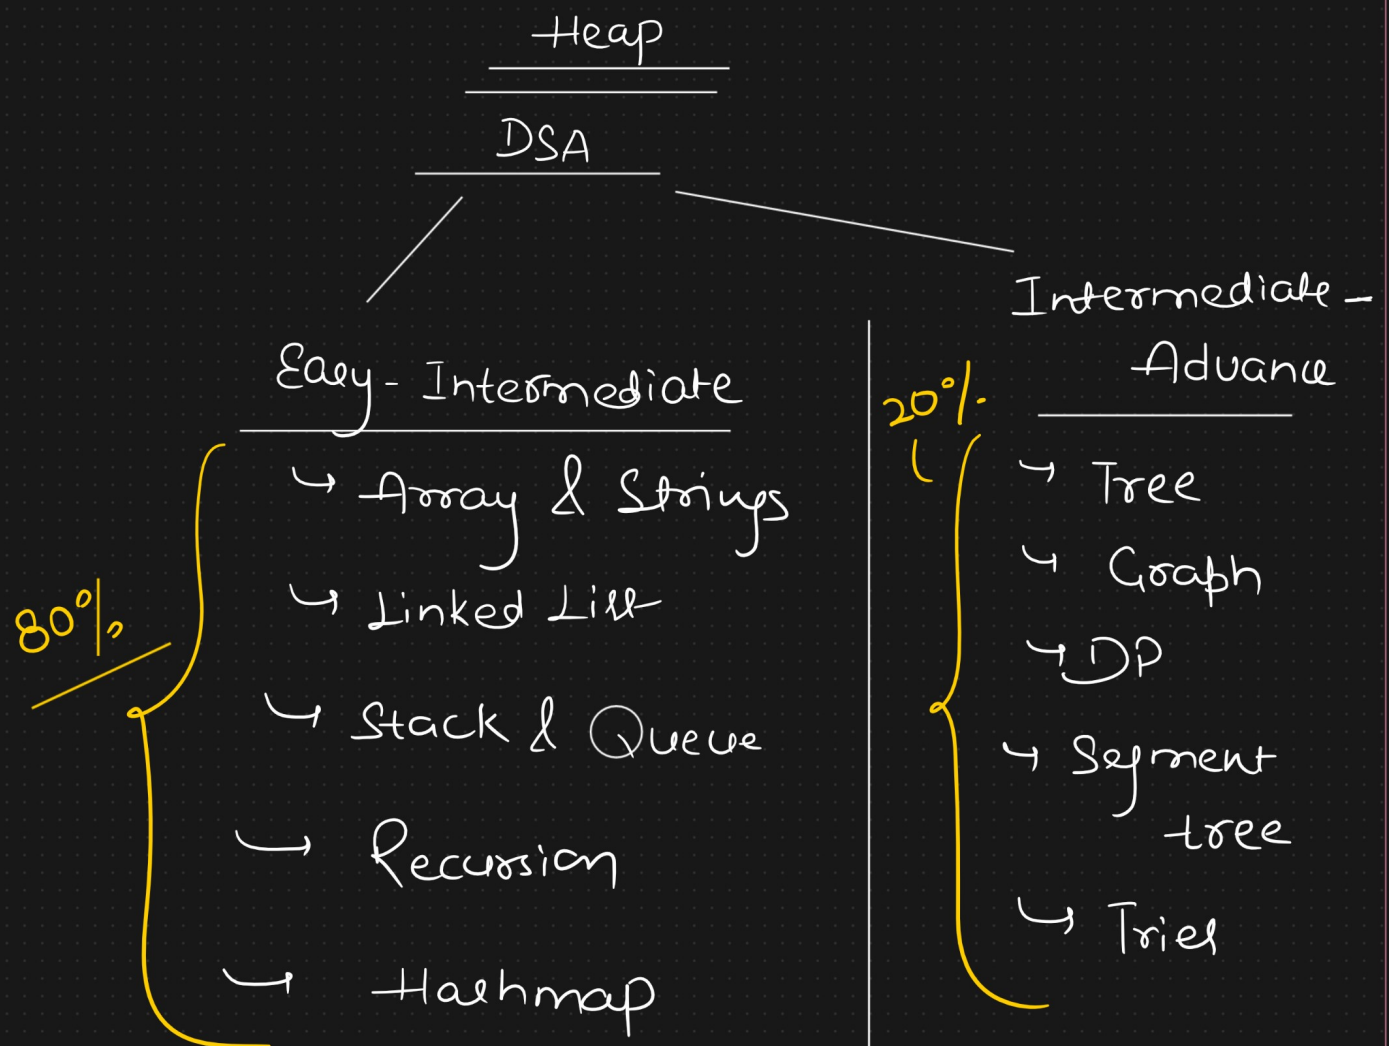 Heap
DSA
Easy - Intermediate
80%
↳ Array & Strings
↳ Linked List
↳ Stack & Queue
↳ Recursion
↳ Hashmap
Intermediate -
Advance
20%
↳ Tree
↳ Graph
↳ DP
↳ Segment
tree
↳ Tries